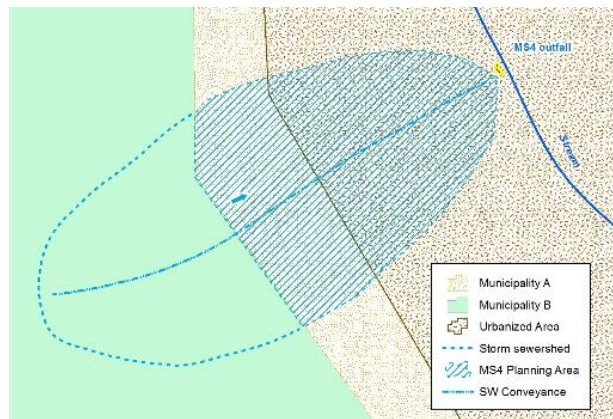 MS4 outfall
Stream
Municipality A
Municipality B
Urbanized Area
Storm sewershed
MS4 Planning Area
SW Conveyance